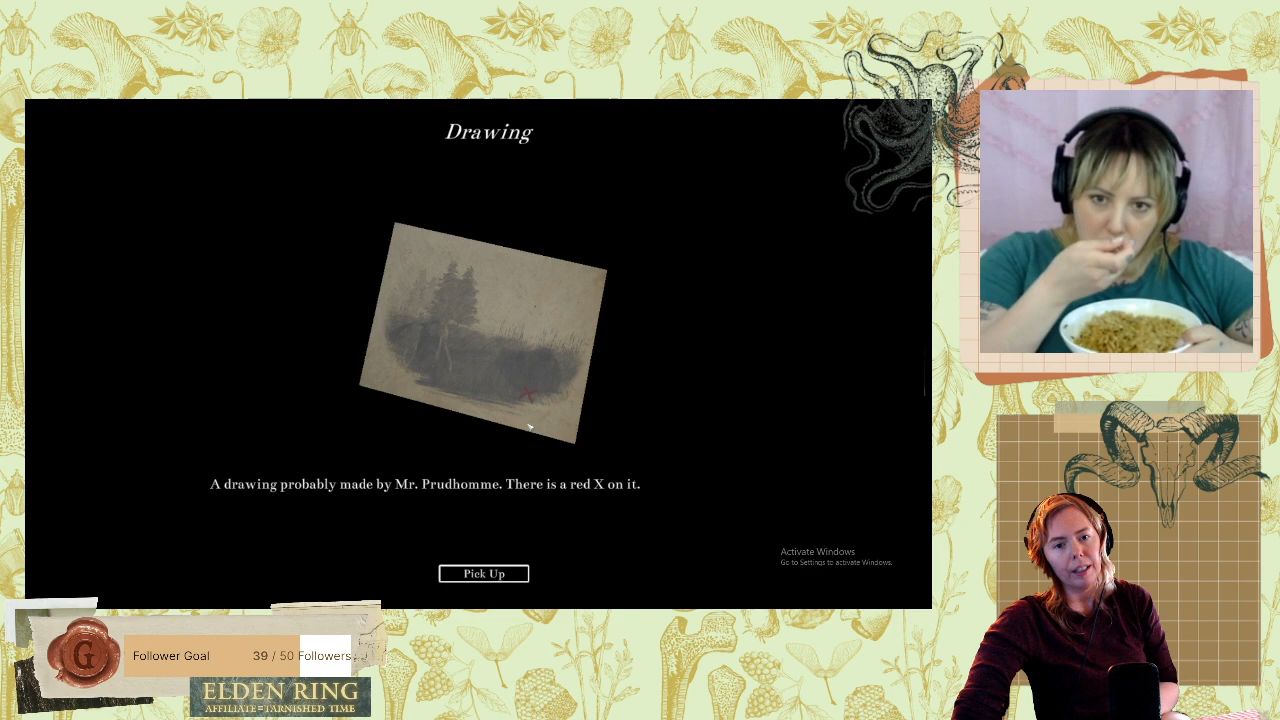 Drawing
A drawing probably made by Mr. Prudhomme. There is a red X on it.
Pick Up
Activate Windows
Go to Settings to activate Windows.
G
Follower Goal 39 / 50 Followers
ELDEN RING
AFFILIATE=TARNISHED TIME